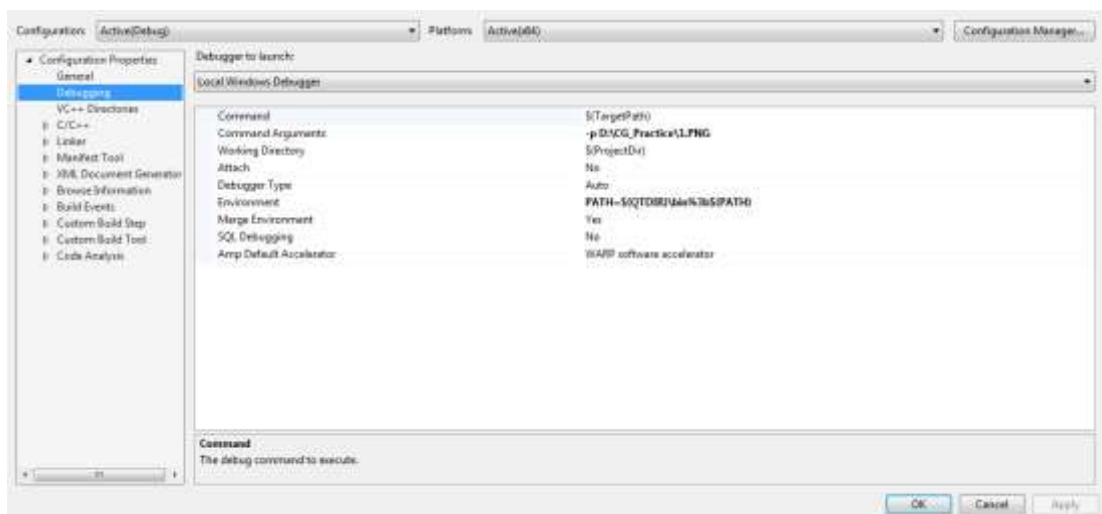 Configuration: Active(Debug) Platform: Active(x64) Configuration Manager...
Configuration Properties
General
Debugging
VC++ Directories
C/C++
Linker
Manifest Tool
XML Document Generator
Browse Information
Build Events
Custom Build Step
Custom Build Tool
Code Analysis
Debugger to launch:
Local Windows Debugger
Command $(TargetPath)
Command Arguments -p D:\CG_Practice\1.PNG
Working Directory $(ProjectDir)
Attach No
Debugger Type Auto
Environment PATH=$(QTDIR)\bin%3b$(PATH)
Merge Environment Yes
SQL Debugging No
Amp Default Accelerator WARP software accelerator
Command
The debug command to execute.
OK Cancel Apply